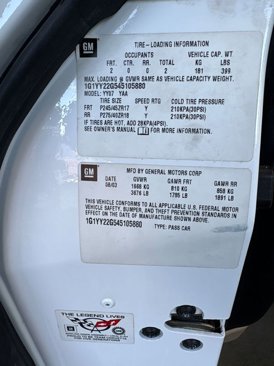 GM
TIRE-LOADING INFORMATION
OCCUPANTS VEHICLE CAP. WT
FRT. CTR. RR. TOTAL KG LBS
2 0 0 2 181 399
MAX. LOADING @ GVWR SAME AS VEHICLE CAPACITY WEIGHT.
1G1YY22G545105880
MODEL: YY07 YAA
TIRE SIZE SPEED RTG COLD TIRE PRESSURE
FRT P245/45ZR17 Y 210KPA(30PSI)
RR P275/40ZR18 Y 210KPA(30PSI)
IF TIRES ARE HOT, ADD 28KPA(4PSI).
SEE OWNER'S MANUAL FOR MORE INFORMATION.
GM
MFD BY GENERAL MOTORS CORP
DATE GVWR GAWR FRT GAWR RR
08/03 1668 KG 810 KG 858 KG
3676 LB 1785 LB 1891 LB
THIS VEHICLE CONFORMS TO ALL APPLICABLE U.S. FEDERAL MOTOR
VEHICLE SAFETY, BUMPER, AND THEFT PREVENTION STANDARDS IN
EFFECT ON THE DATE OF MANUFACTURE SHOWN ABOVE.
1G1YY22G545105880
TYPE: PASS CAR
THE LEGEND LIVES